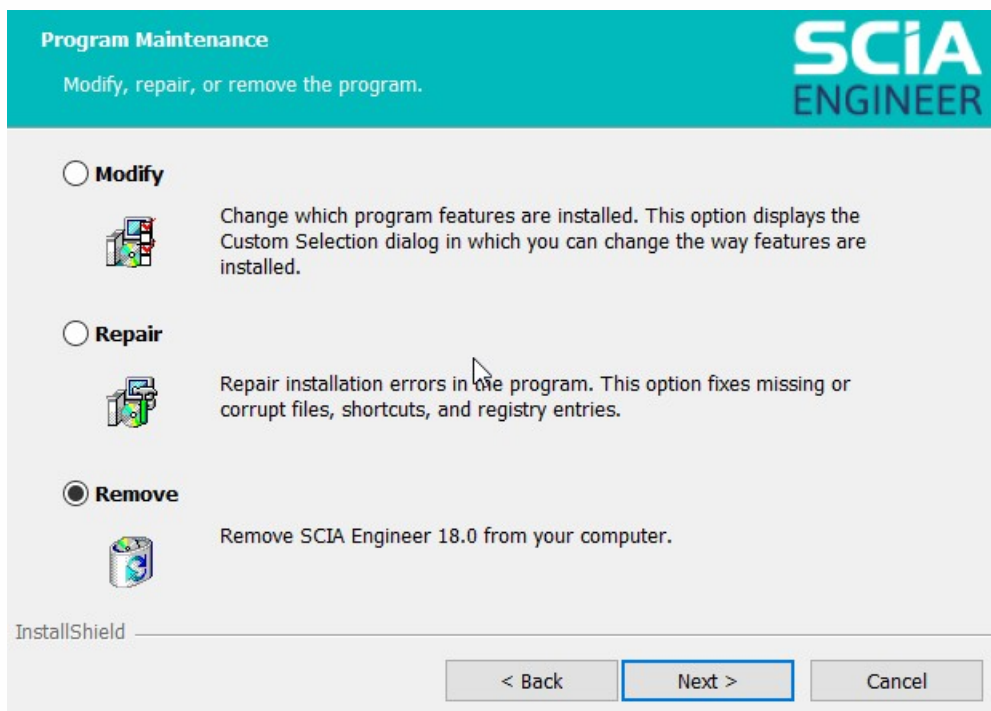 Program Maintenance
Modify, repair, or remove the program.
SCiA
ENGINEER
Modify
Change which program features are installed. This option displays the
Custom Selection dialog in which you can change the way features are
installed.
Repair
Repair installation errors in the program. This option fixes missing or
corrupt files, shortcuts, and registry entries.
Remove
Remove SCIA Engineer 18.0 from your computer.
InstallShield
< Back
Next >
Cancel